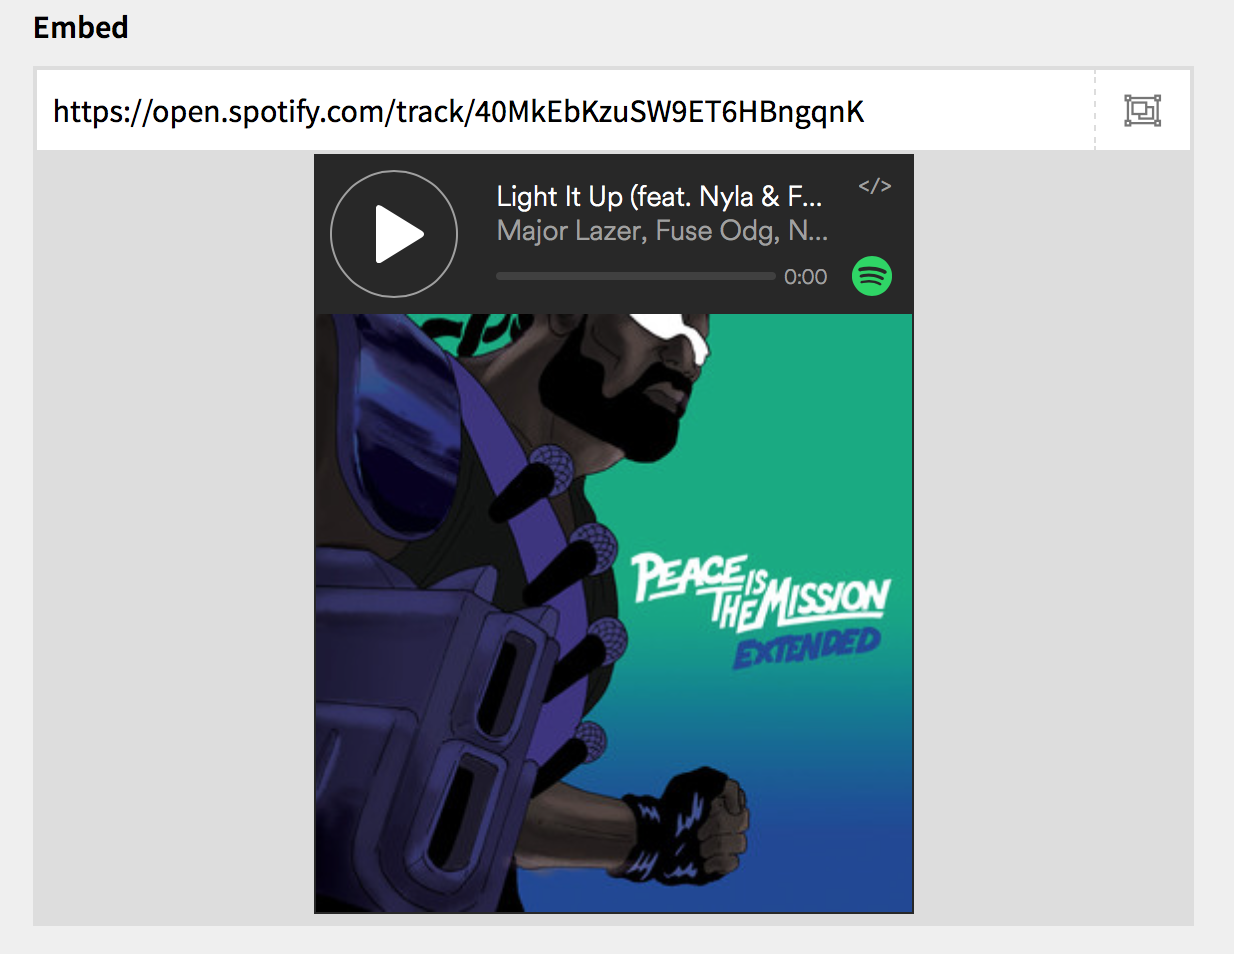 Embed
https://open.spotify.com/track/40MkEbKzuSW9ET6HBngqnK
Light It Up (feat. Nyla & F...
</>
Major Lazer, Fuse Odg, N...
0:00
PEACE IS
THE MISSION
EXTENDED